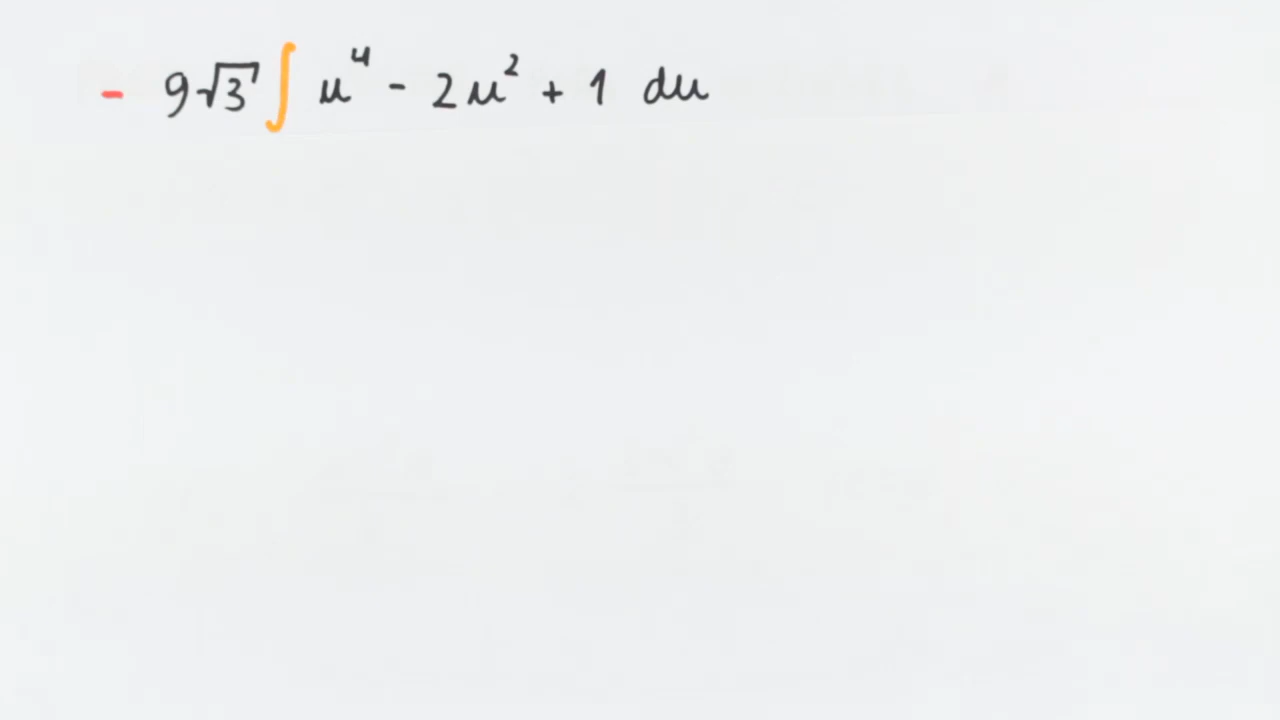 - 9√3 ∫ u⁴ - 2u² + 1 du